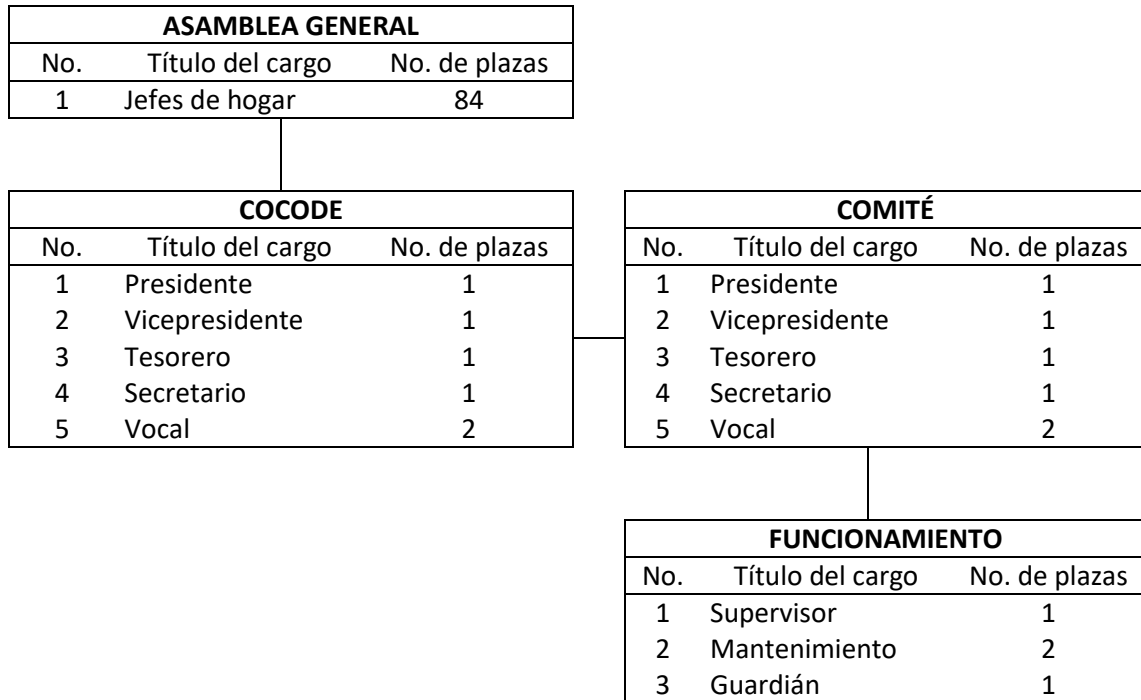 ASAMBLEA GENERAL
No. Título del cargo No. de plazas
1 Jefes de hogar 84
COCODE
No. Título del cargo No. de plazas
1 Presidente 1
2 Vicepresidente 1
3 Tesorero 1
4 Secretario 1
5 Vocal 2
COMITÉ
No. Título del cargo No. de plazas
1 Presidente 1
2 Vicepresidente 1
3 Tesorero 1
4 Secretario 1
5 Vocal 2
FUNCIONAMIENTO
No. Título del cargo No. de plazas
1 Supervisor 1
2 Mantenimiento 2
3 Guardián 1